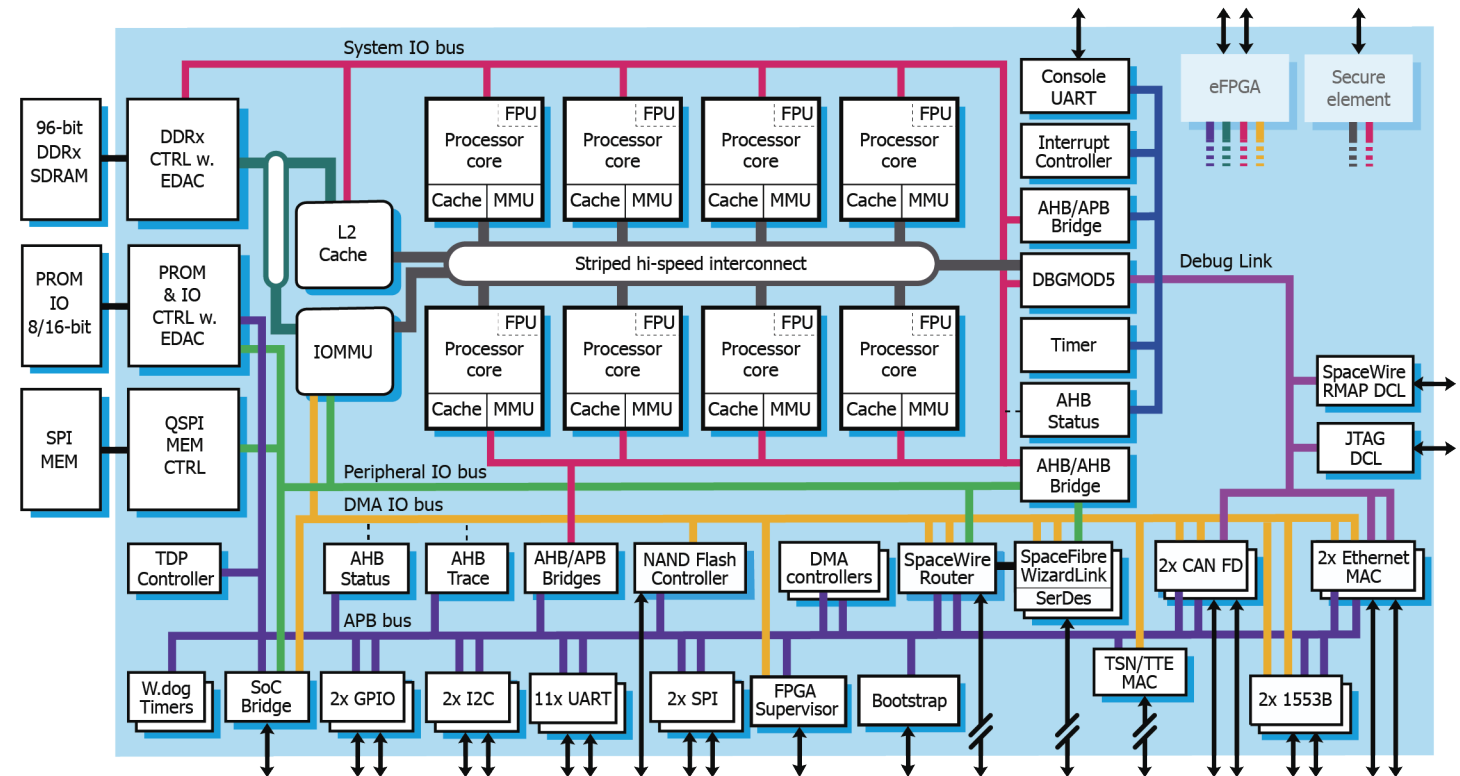 System IO bus
96-bit
DDRx
SDRAM
DDRx
CTRL w.
EDAC
L2
Cache
FPU
Processor
core
Cache
MMU
FPU
Processor
core
Cache
MMU
FPU
Processor
core
Cache
MMU
FPU
Processor
core
Cache
MMU
Console
UART
eFPGA
Secure
element
Interrupt
Controller
AHB/APB
Bridge
Striped hi-speed interconnect
DBGMOD5
Debug Link
PROM
IO
8/16-bit
PROM
& IO
CTRL w.
EDAC
IOMMU
FPU
Processor
core
Cache
MMU
FPU
Processor
core
Cache
MMU
FPU
Processor
core
Cache
MMU
FPU
Processor
core
Cache
MMU
Timer
AHB
Status
SpaceWire
RMAP DCL
JTAG
DCL
SPI
MEM
QSPI
MEM
CTRL
Peripheral IO bus
AHB/AHB
Bridge
DMA IO bus
TDP
Controller
AHB
Status
AHB
Trace
AHB/APB
Bridges
NAND Flash
Controller
DMA
controllers
SpaceWire
Router
SpaceFibre
WizardLink
SerDes
2x CAN FD
2x Ethernet
MAC
APB bus
W.dog
Timers
SoC
Bridge
2x GPIO
2x I2C
11x UART
2x SPI
FPGA
Supervisor
Bootstrap
TSN/TTE
MAC
2x 1553B